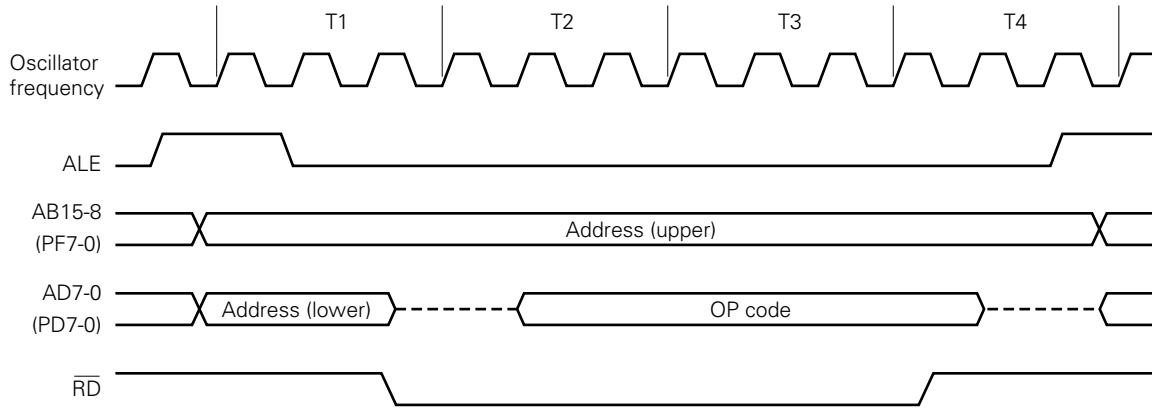 T1 T2 T3 T4
Oscillator
frequency
ALE
AB15-8
(PF7-0)
Address (upper)
AD7-0
(PD7-0)
Address (lower)
OP code
RD